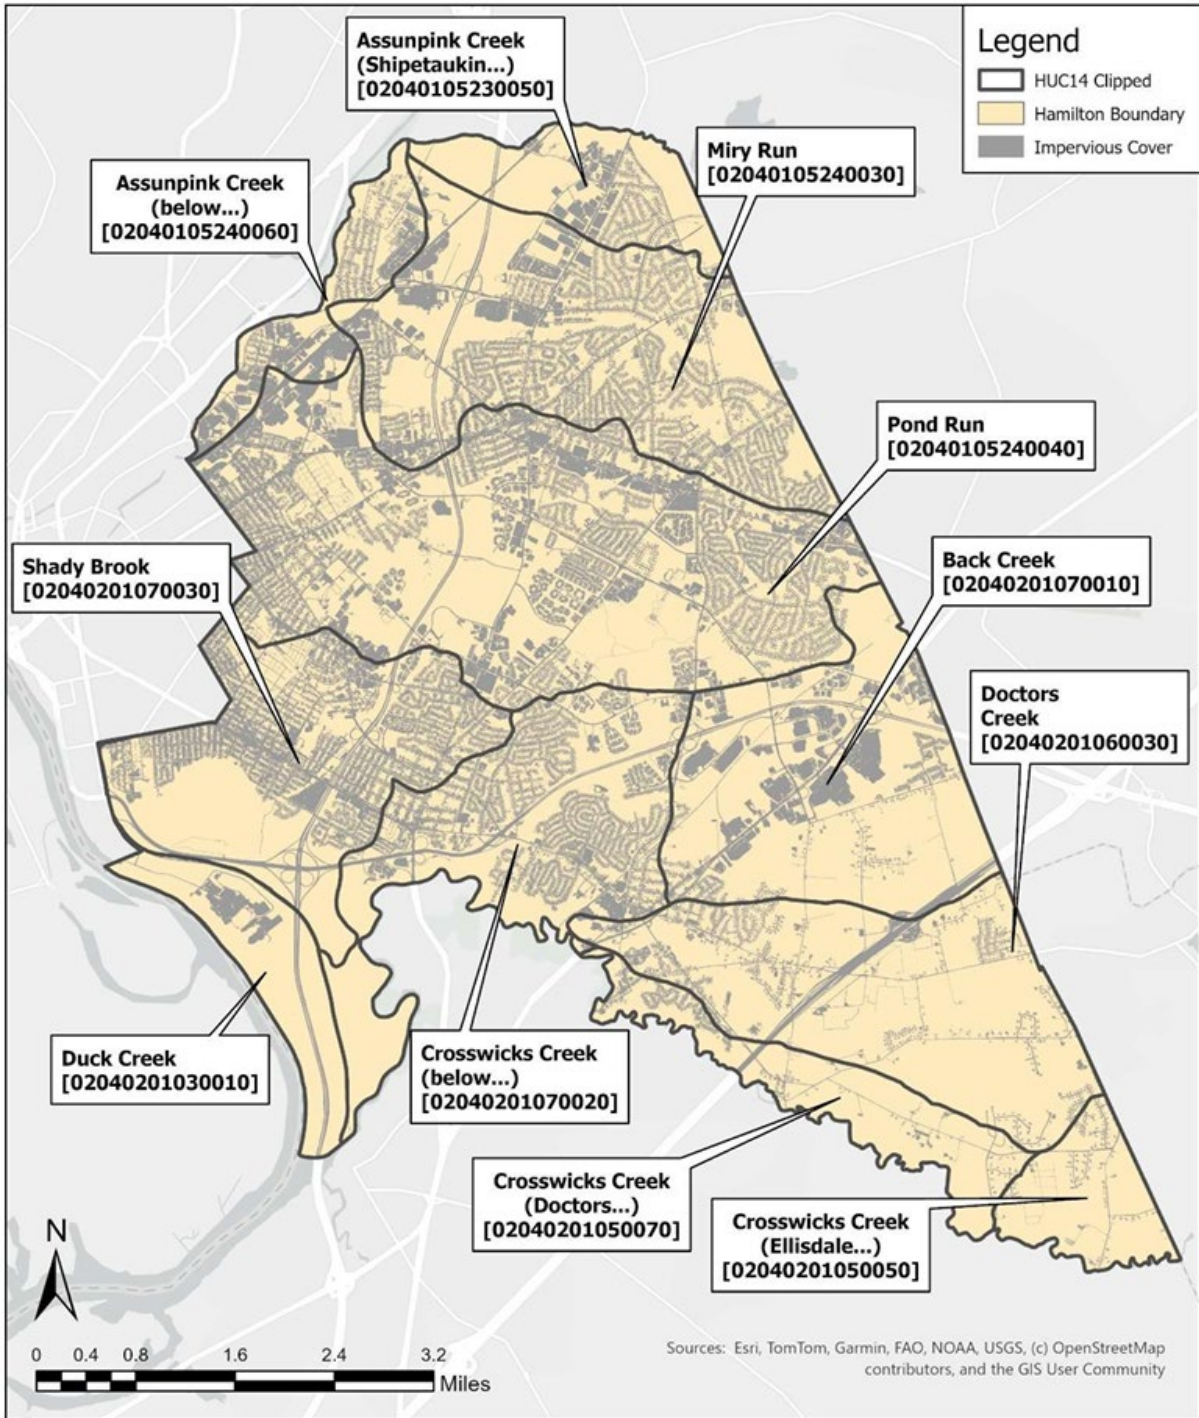 Assunpink Creek
(Shipetaukin...)
[02040105230050]
Legend
HUC14 Clipped
Hamilton Boundary
Impervious Cover
Miry Run
[02040105240030]
Assunpink Creek
(below...)
[02040105240060]
Pond Run
[02040105240040]
Shady Brook
[02040201070030]
Back Creek
[02040201070010]
Doctors
Creek
[02040201060030]
Duck Creek
[02040201030010]
Crosswicks Creek
(below...)
[02040201070020]
Crosswicks Creek
(Doctors...)
[02040201050070]
Crosswicks Creek
(Ellisdale...)
[02040201050050]
N
0 0.4 0.8 1.6 2.4 3.2
Miles
Sources: Esri, TomTom, Garmin, FAO, NOAA, USGS, (c) OpenStreetMap
contributors, and the GIS User Community